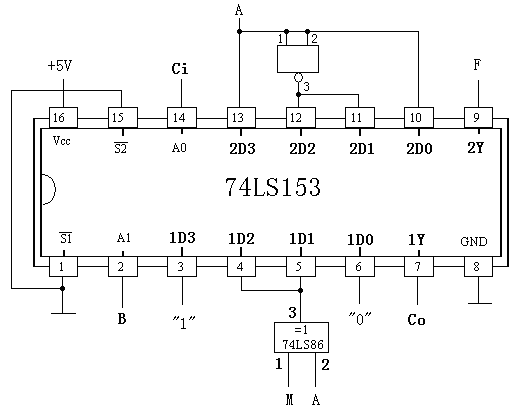 A
1 2
+5V Ci 3 F
16 15 14 13 12 11 10 9
Vcc S2 A0 2D3 2D2 2D1 2D0 2Y
74LS153
S1 A1 1D3 1D2 1D1 1D0 1Y GND
1 2 3 4 5 6 7 8
B "1" 3 "0" Co
=1
74LS86
1 2
M A